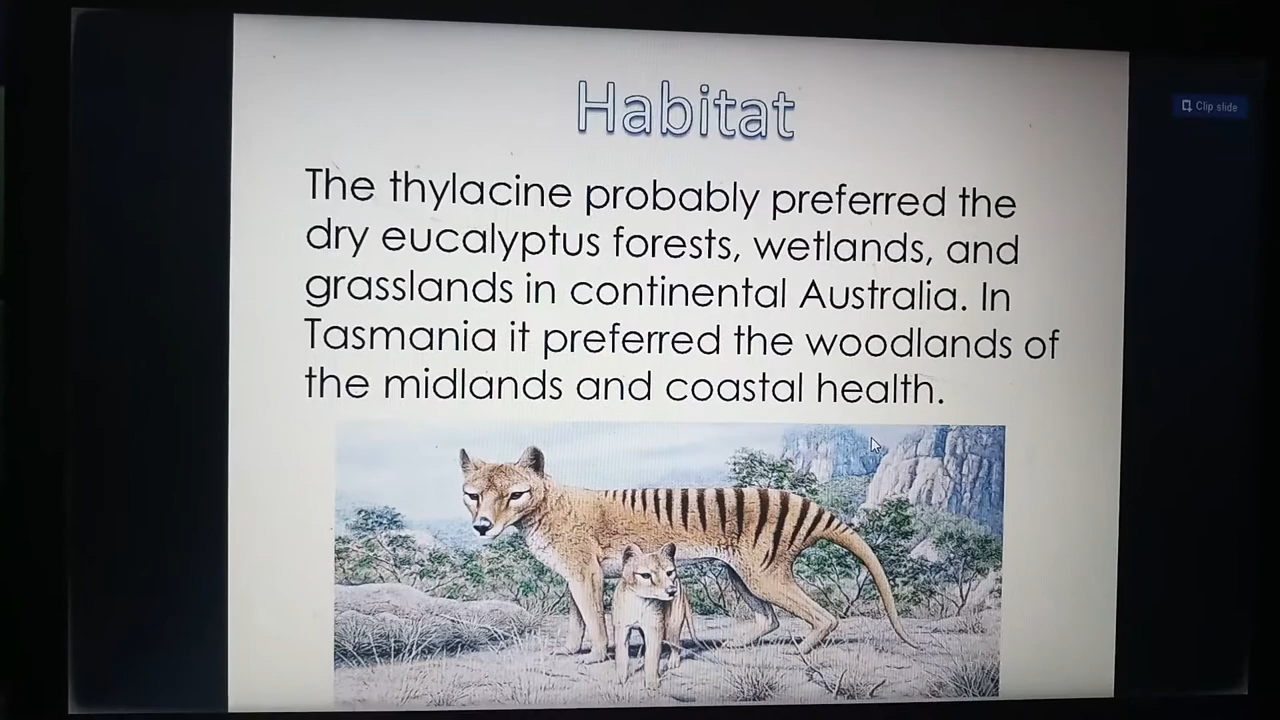 Habitat
Clip slide
The thylacine probably preferred the
dry eucalyptus forests, wetlands, and
grasslands in continental Australia. In
Tasmania it preferred the woodlands of
the midlands and coastal health.